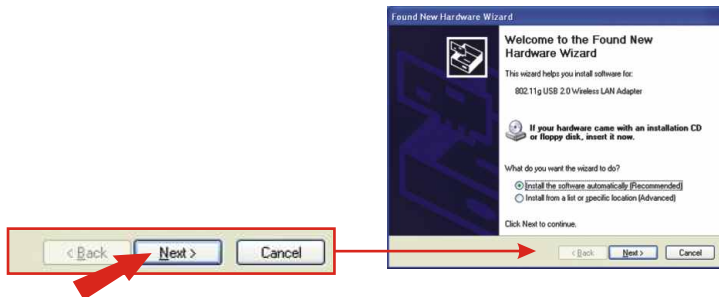 Found New Hardware Wizard
Welcome to the Found New
Hardware Wizard
This wizard helps you install software for:
802.11g USB 2.0 Wireless LAN Adapter
If your hardware came with an installation CD
or floppy disk, insert it now.
What do you want the wizard to do?
Install the software automatically (Recommended)
Install from a list or specific location (Advanced)
Click Next to continue.
< Back
Next >
Cancel
< Back
Next >
Cancel